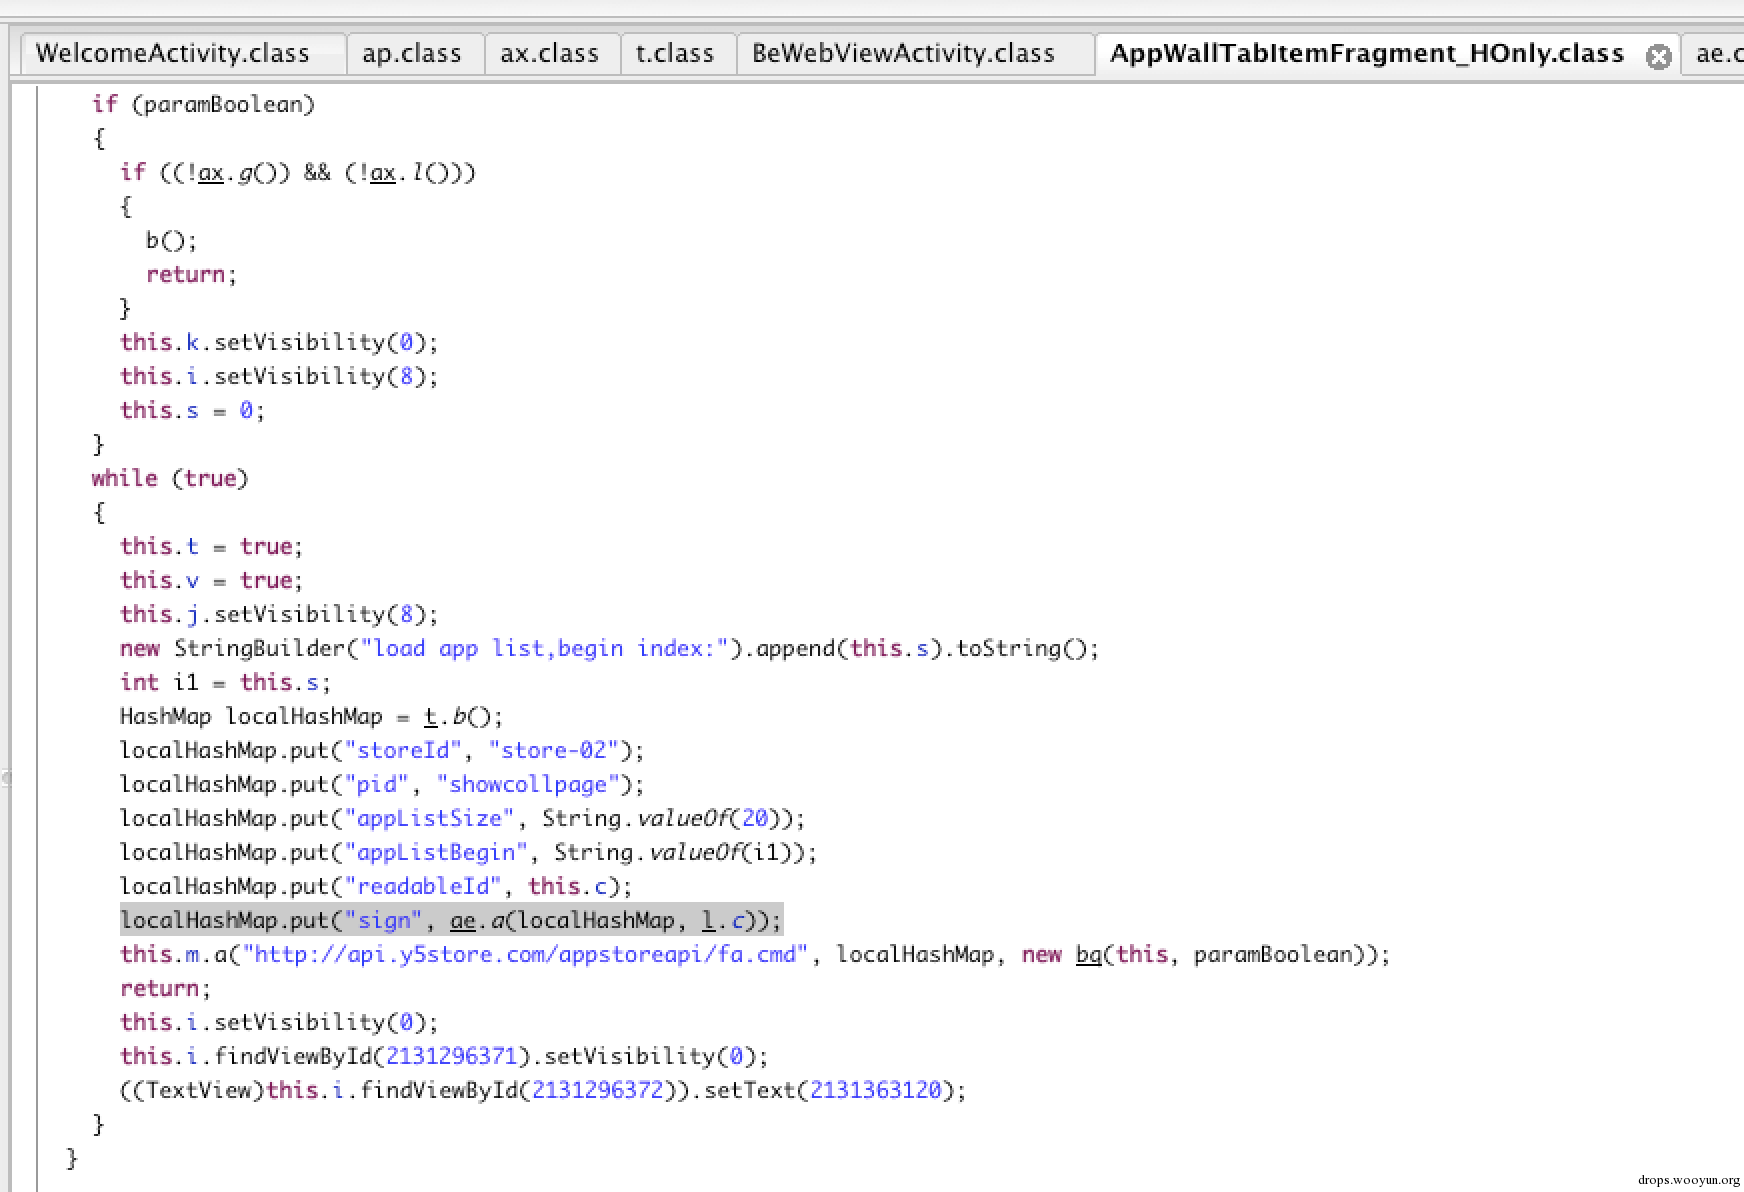 WelcomeActivity.class ap.class ax.class t.class BeWebViewActivity.class AppWallTabItemFragment_HOnly.class ae.c
if (paramBoolean)
{
if ((!ax.g()) && (!ax.l()))
{
b();
return;
}
this.k.setVisibility(0);
this.i.setVisibility(8);
this.s = 0;
}
while (true)
{
this.t = true;
this.v = true;
this.j.setVisibility(8);
new StringBuilder("load app list,begin index:").append(this.s).toString();
int i1 = this.s;
HashMap localHashMap = t.b();
localHashMap.put("storeId", "store-02");
localHashMap.put("pid", "showcollpage");
localHashMap.put("appListSize", String.valueOf(20));
localHashMap.put("appListBegin", String.valueOf(i1));
localHashMap.put("readableId", this.c);
localHashMap.put("sign", ae.a(localHashMap, l.c));
this.m.a("http://api.y5store.com/appstoreapi/fa.cmd", localHashMap, new bq(this, paramBoolean));
return;
this.i.setVisibility(0);
this.i.findViewById(2131296371).setVisibility(0);
((TextView)this.i.findViewById(2131296372)).setText(2131363120);
}
}
drops.wooyun.org